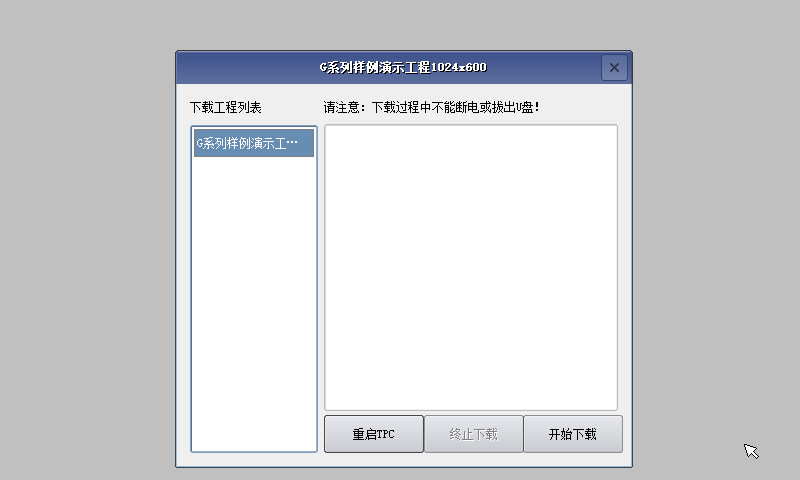 G系列样例演示工程1024x600
下载工程列表
请注意：下载过程中不能断电或拔出U盘！
G系列样例演示工…
重启TPC
终止下载
开始下载